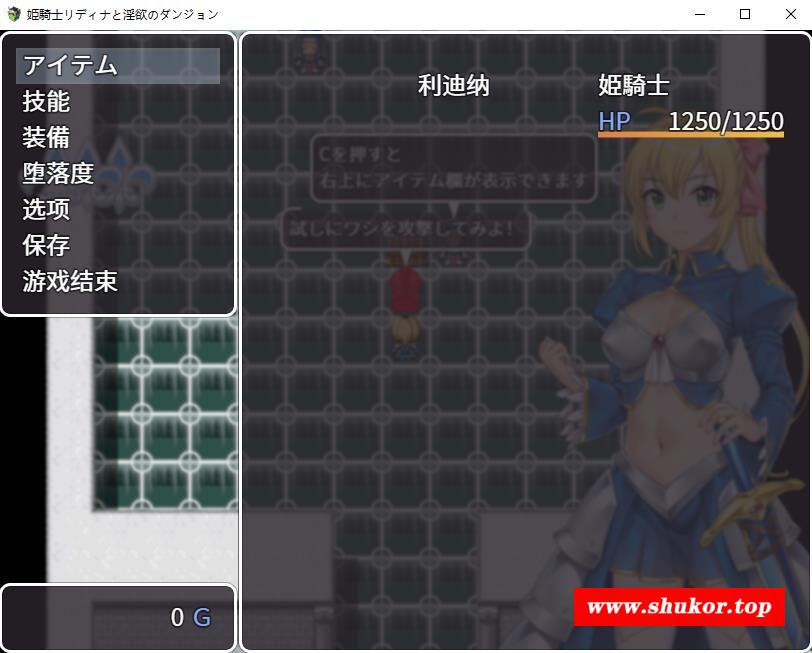 姫騎士リディナと淫欲のダンジョン
アイテム
技能
装備
堕落度
选项
保存
游戏结束
利迪纳
姫騎士
HP 1250/1250
Cを押すと
右上にアイテム欄が表示できます
試しにワシを攻撃してみよ!
0 G
www.shukor.top